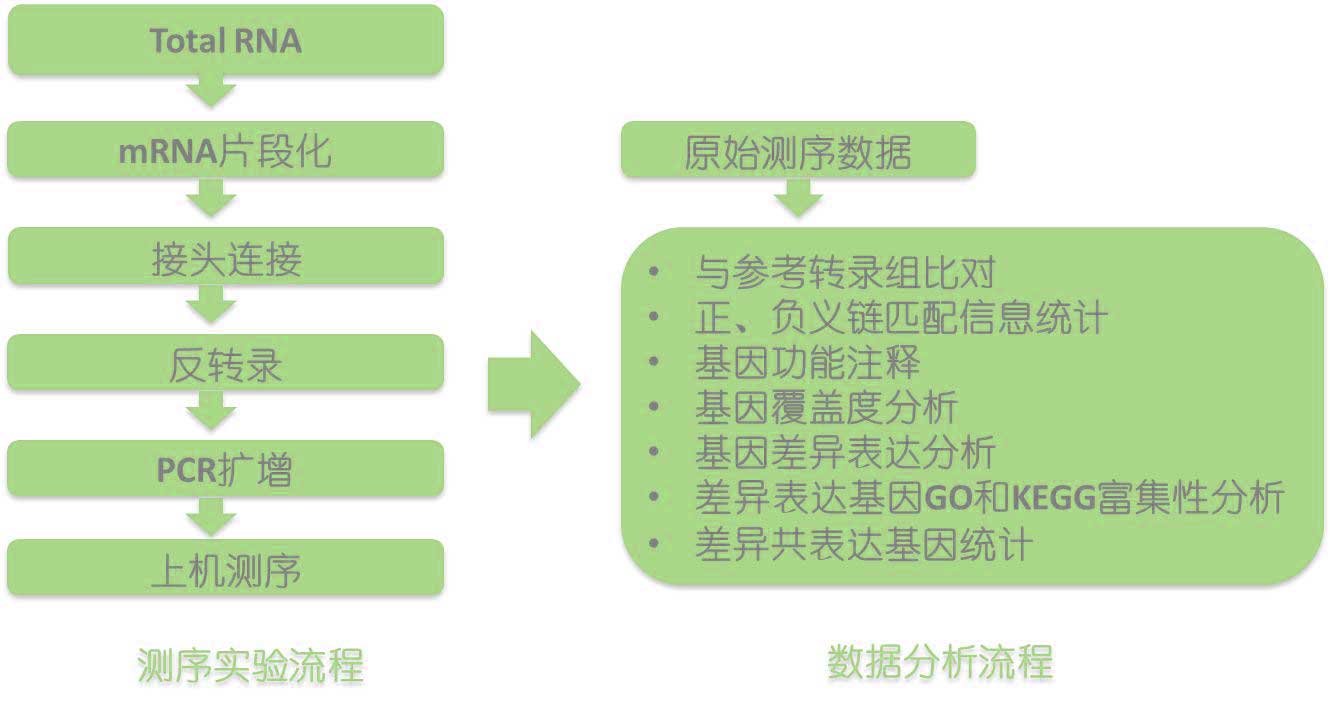 Total RNA
mRNA片段化
接头连接
反转录
PCR扩增
上机测序
测序实验流程
原始测序数据
• 与参考转录组比对
• 正、负义链匹配信息统计
• 基因功能注释
• 基因覆盖度分析
• 基因差异表达分析
• 差异表达基因GO和KEGG富集性分析
• 差异共表达基因统计
数据分析流程